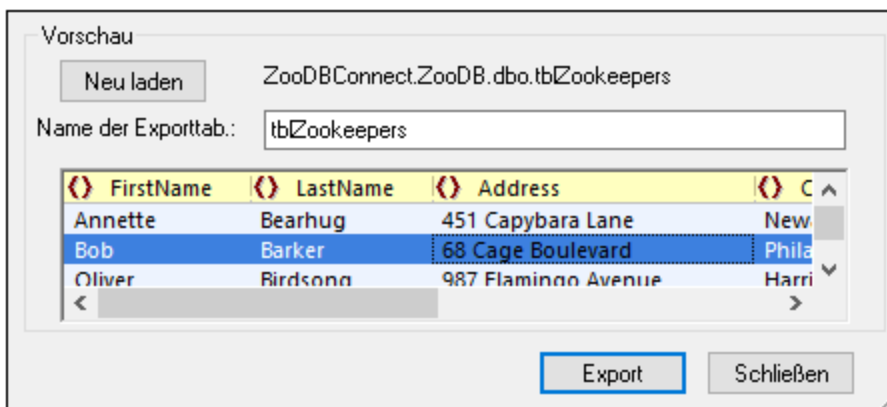 Vorschau
Neu laden ZooDBConnect.ZooDB.dbo.tblZookeepers
Name der Exporttab.: tblZookeepers
FirstName LastName Address
Annette Bearhug 451 Capybara Lane
Bob Barker 68 Cage Boulevard
Oliver Birdsong 987 Flamingo Avenue
Export Schließen